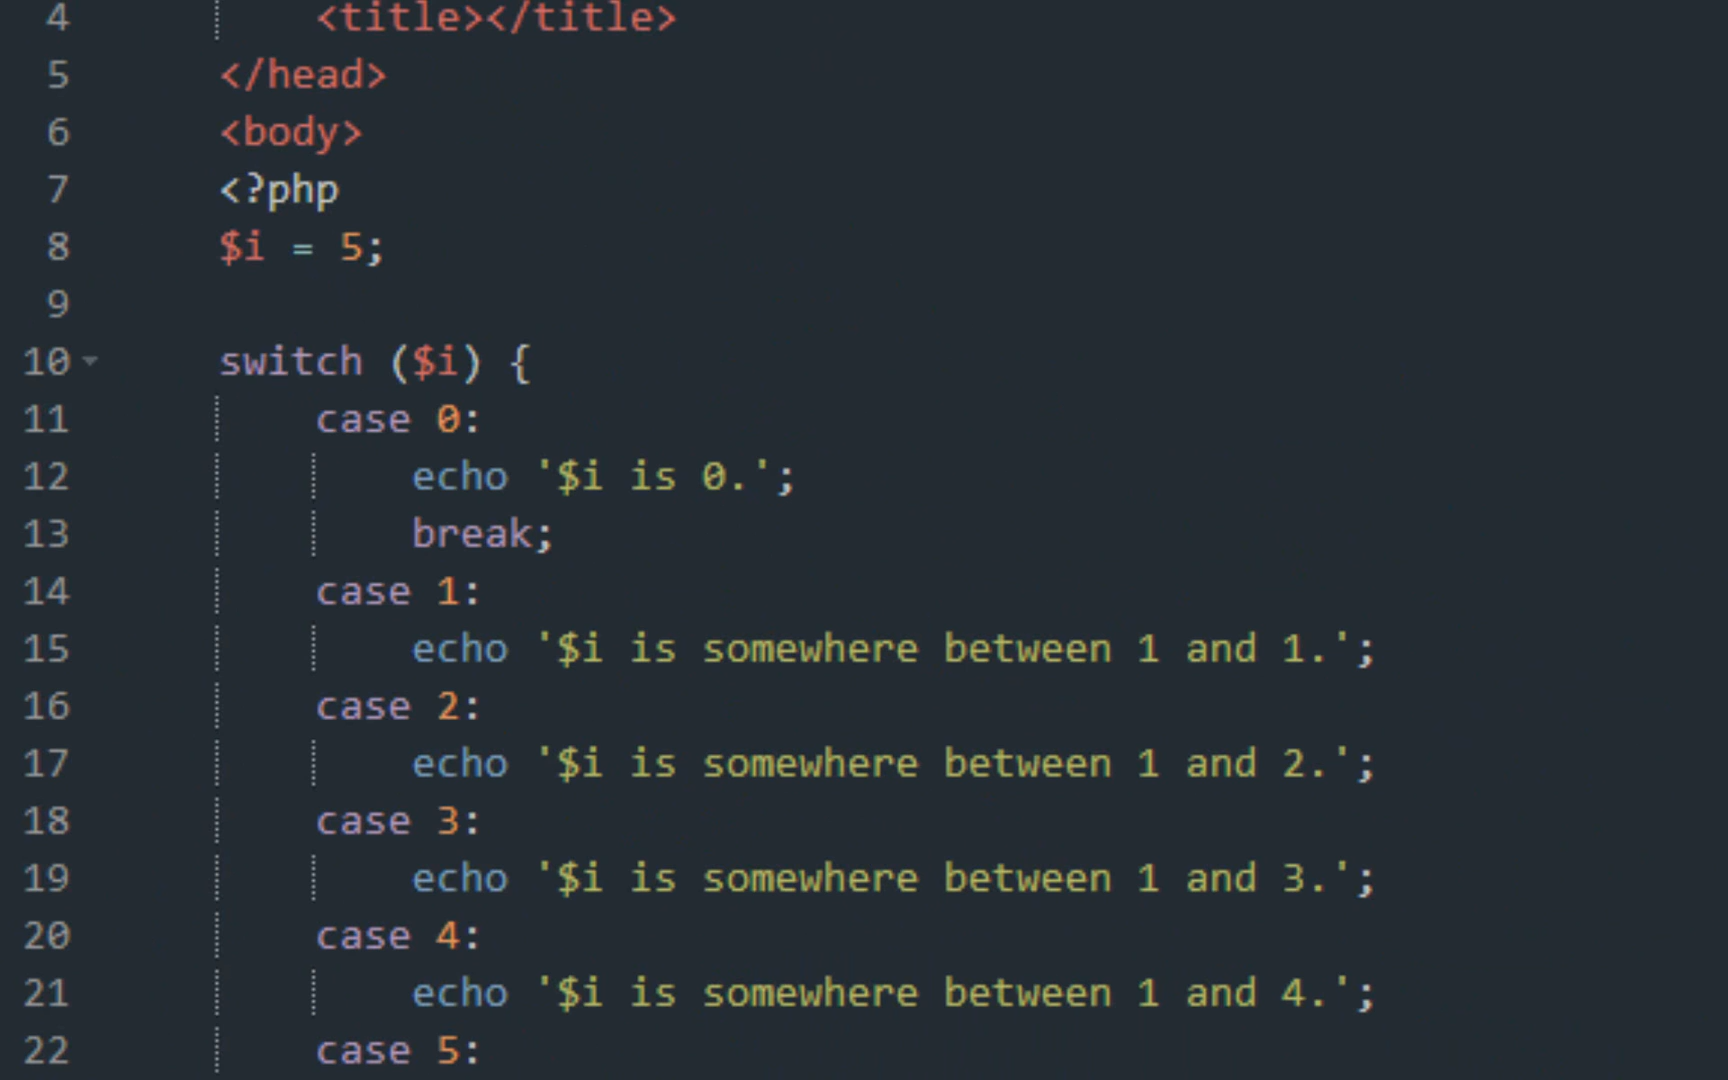 4 <title></title>
5 </head>
6 <body>
7 <?php
8 $i = 5;
9
10 switch ($i) {
11 case 0:
12 echo '$i is 0.';
13 break;
14 case 1:
15 echo '$i is somewhere between 1 and 1.';
16 case 2:
17 echo '$i is somewhere between 1 and 2.';
18 case 3:
19 echo '$i is somewhere between 1 and 3.';
20 case 4:
21 echo '$i is somewhere between 1 and 4.';
22 case 5: